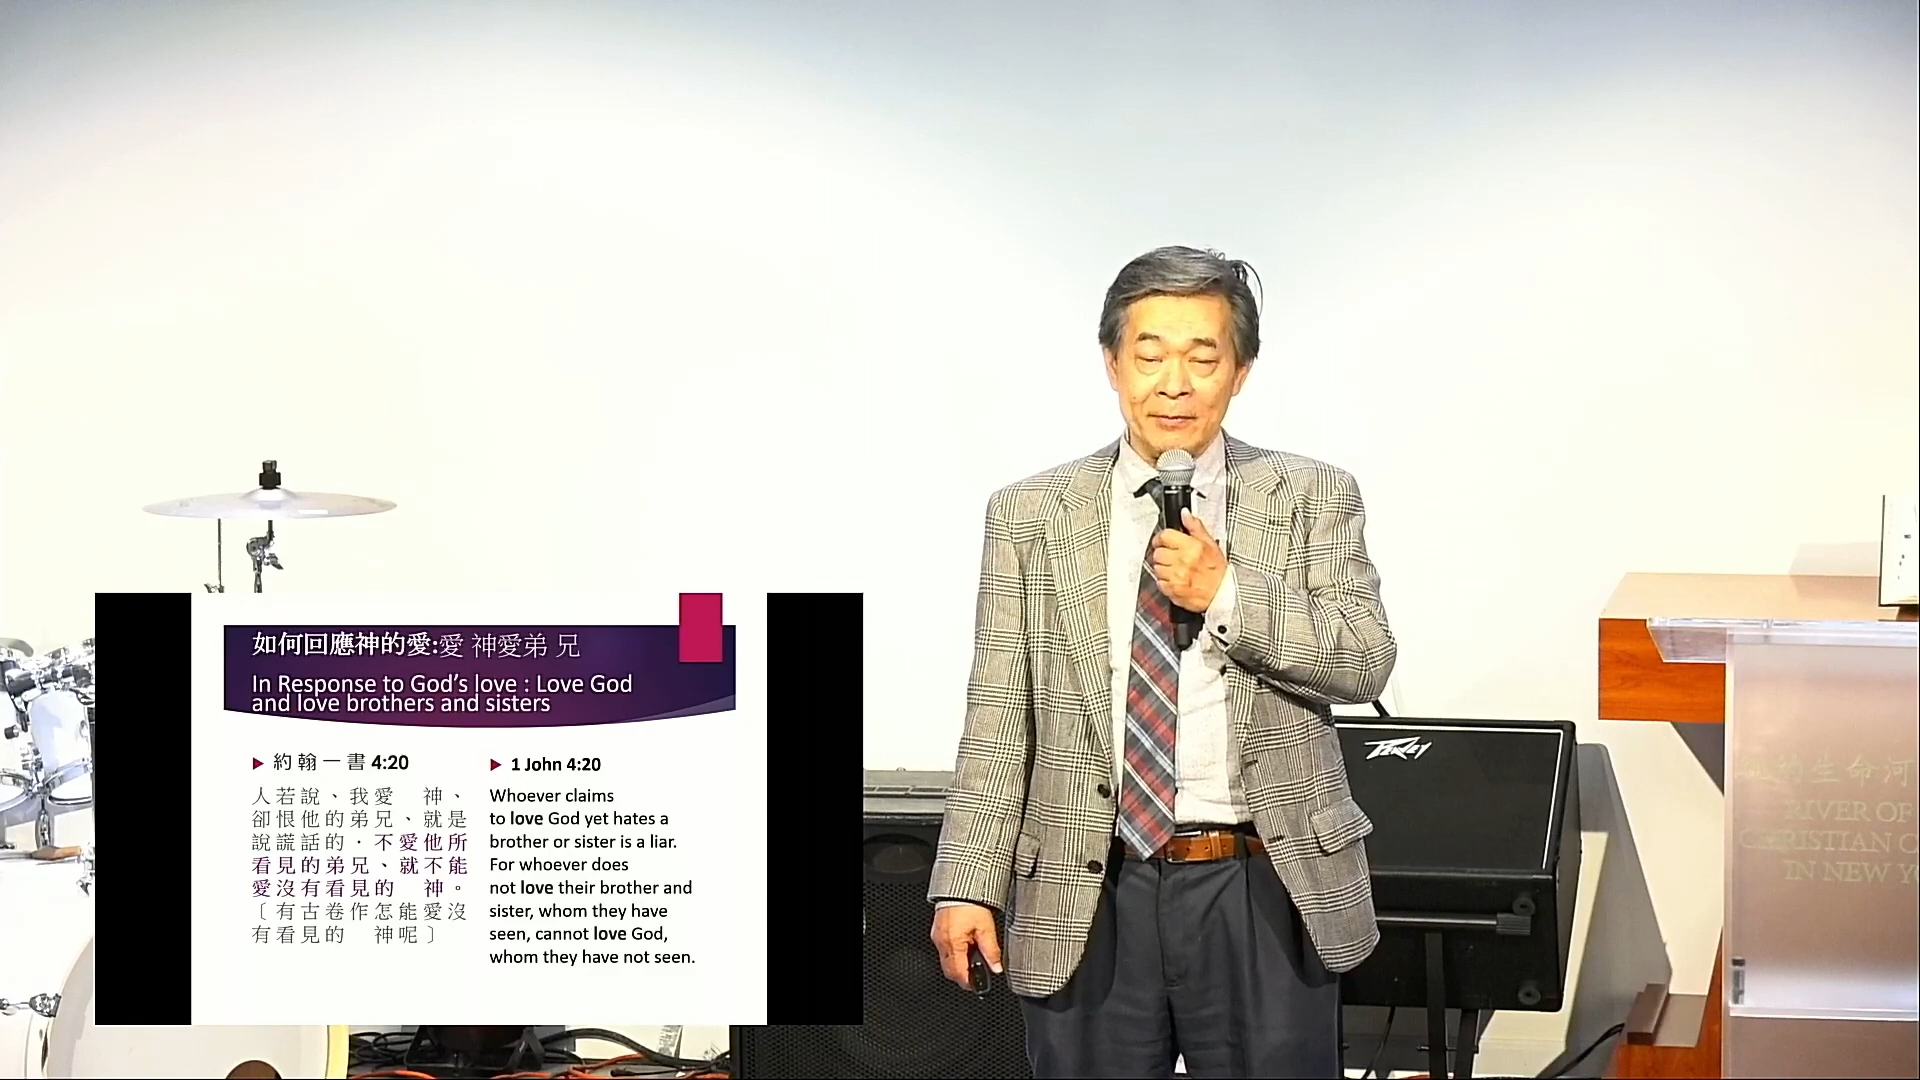 如何回應神的愛:愛 神愛弟 兄
In Response to God's love : Love God
and love brothers and sisters
約翰一書 4:20
人若說、我愛　神、
卻恨他的弟兄、就是
說謊話的．不愛他所
看見的弟兄、就不能
愛沒有看見的　神。
〔有古卷作怎能愛沒
有看見的　神呢〕
1 John 4:20
Whoever claims
to love God yet hates a
brother or sister is a liar.
For whoever does
not love their brother and
sister, whom they have
seen, cannot love God,
whom they have not seen.
PEAVEY
生命河
RIVER OF
CHRISTIAN
IN NEW